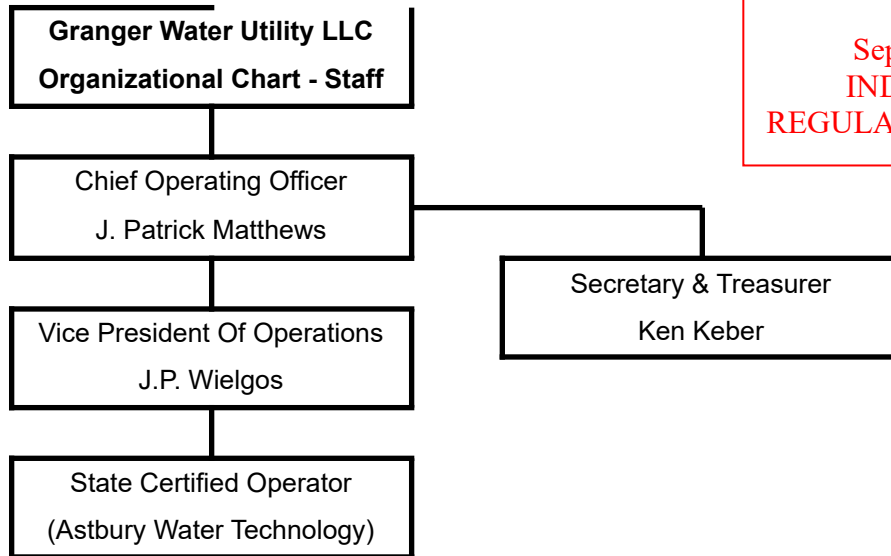 Granger Water Utility LLC
Organizational Chart - Staff
Chief Operating Officer
J. Patrick Matthews
Secretary & Treasurer
Ken Keber
Vice President Of Operations
J.P. Wielgos
State Certified Operator
(Astbury Water Technology)